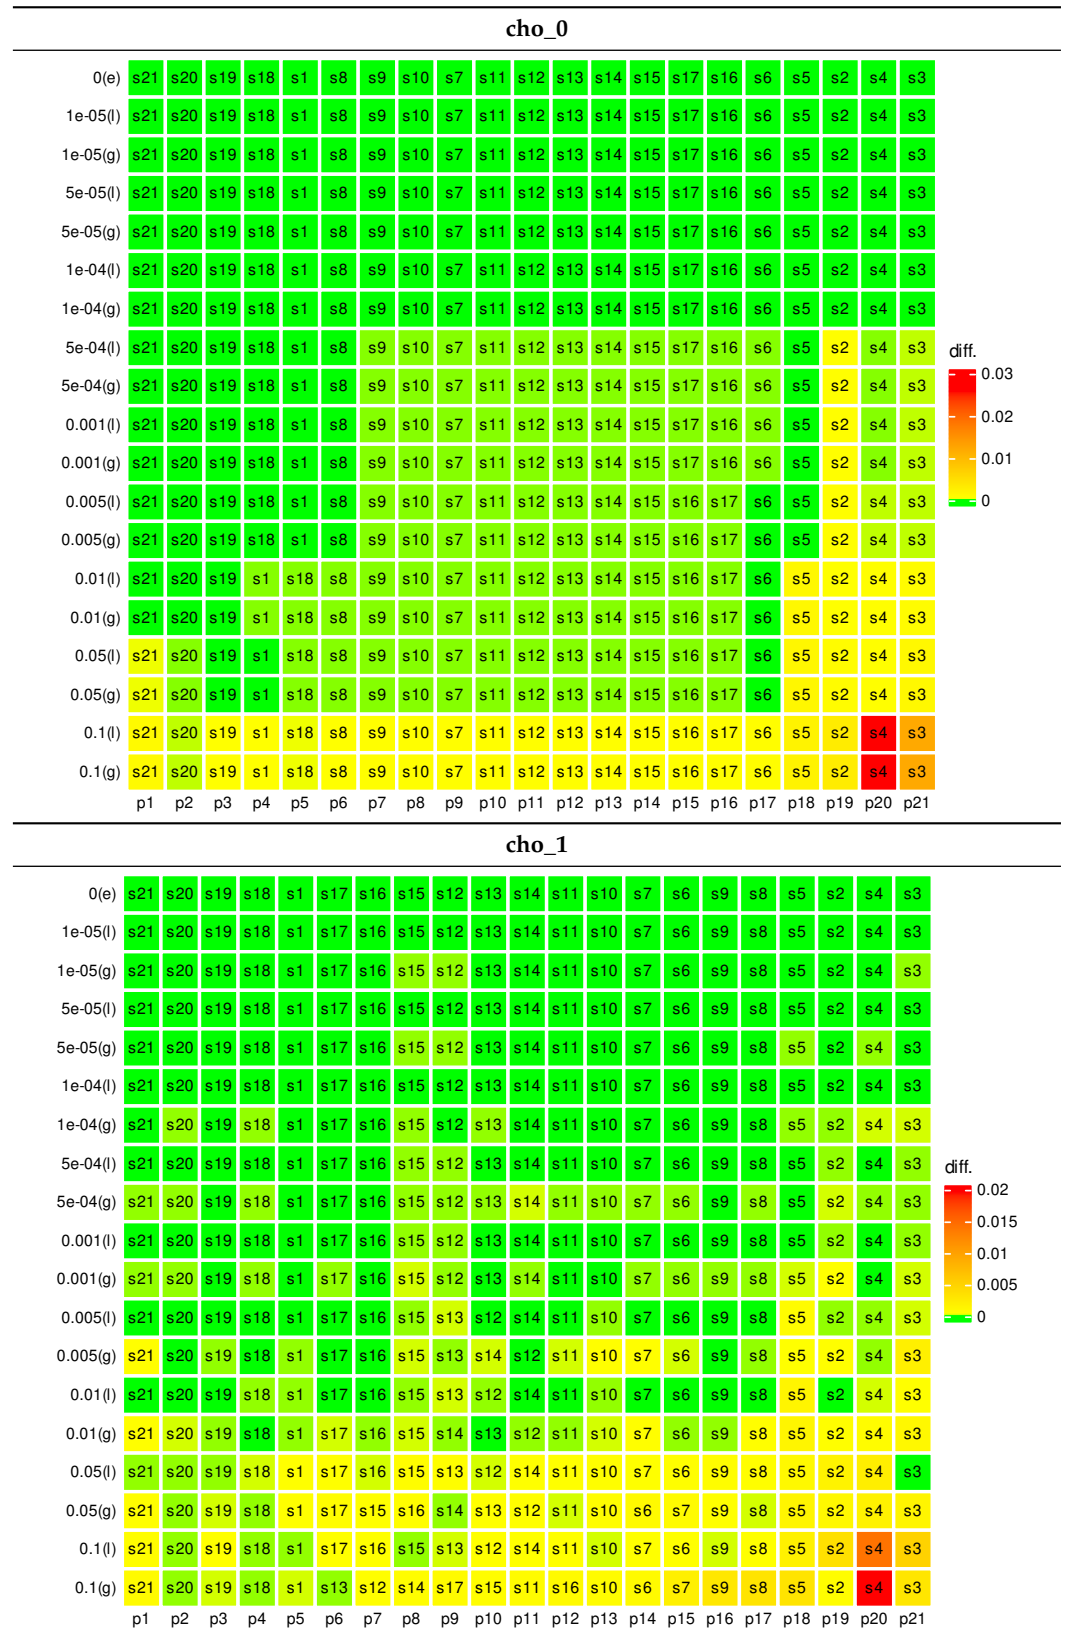 cho_0
0(e) s21 s20 s19 s18 s1 s8 s9 s10 s7 s11 s12 s13 s14 s15 s17 s16 s6 s5 s2 s4 s3
1e-05(l) s21 s20 s19 s18 s1 s8 s9 s10 s7 s11 s12 s13 s14 s15 s17 s16 s6 s5 s2 s4 s3
1e-05(g) s21 s20 s19 s18 s1 s8 s9 s10 s7 s11 s12 s13 s14 s15 s17 s16 s6 s5 s2 s4 s3
5e-05(l) s21 s20 s19 s18 s1 s8 s9 s10 s7 s11 s12 s13 s14 s15 s17 s16 s6 s5 s2 s4 s3
5e-05(g) s21 s20 s19 s18 s1 s8 s9 s10 s7 s11 s12 s13 s14 s15 s17 s16 s6 s5 s2 s4 s3
1e-04(l) s21 s20 s19 s18 s1 s8 s9 s10 s7 s11 s12 s13 s14 s15 s17 s16 s6 s5 s2 s4 s3
1e-04(g) s21 s20 s19 s18 s1 s8 s9 s10 s7 s11 s12 s13 s14 s15 s17 s16 s6 s5 s2 s4 s3
5e-04(l) s21 s20 s19 s18 s1 s8 s9 s10 s7 s11 s12 s13 s14 s15 s17 s16 s6 s5 s2 s4 s3
5e-04(g) s21 s20 s19 s18 s1 s8 s9 s10 s7 s11 s12 s13 s14 s15 s17 s16 s6 s5 s2 s4 s3
0.001(l) s21 s20 s19 s18 s1 s8 s9 s10 s7 s11 s12 s13 s14 s15 s17 s16 s6 s5 s2 s4 s3
0.001(g) s21 s20 s19 s18 s1 s8 s9 s10 s7 s11 s12 s13 s14 s15 s17 s16 s6 s5 s2 s4 s3
0.005(l) s21 s20 s19 s18 s1 s8 s9 s10 s7 s11 s12 s13 s14 s15 s16 s17 s6 s5 s2 s4 s3
0.005(g) s21 s20 s19 s18 s1 s8 s9 s10 s7 s11 s12 s13 s14 s15 s16 s17 s6 s5 s2 s4 s3
0.01(l) s21 s20 s19 s1 s18 s8 s9 s10 s7 s11 s12 s13 s14 s15 s16 s17 s6 s5 s2 s4 s3
0.01(g) s21 s20 s19 s1 s18 s8 s9 s10 s7 s11 s12 s13 s14 s15 s16 s17 s6 s5 s2 s4 s3
0.05(l) s21 s20 s19 s1 s18 s8 s9 s10 s7 s11 s12 s13 s14 s15 s16 s17 s6 s5 s2 s4 s3
0.05(g) s21 s20 s19 s1 s18 s8 s9 s10 s7 s11 s12 s13 s14 s15 s16 s17 s6 s5 s2 s4 s3
0.1(l) s21 s20 s19 s1 s18 s8 s9 s10 s7 s11 s12 s13 s14 s15 s16 s17 s6 s5 s2 s4 s3
0.1(g) s21 s20 s19 s1 s18 s8 s9 s10 s7 s11 s12 s13 s14 s15 s16 s17 s6 s5 s2 s4 s3
p1 p2 p3 p4 p5 p6 p7 p8 p9 p10 p11 p12 p13 p14 p15 p16 p17 p18 p19 p20 p21
diff.
0.03
0.02
0.01
0
cho_1
0(e) s21 s20 s19 s18 s1 s17 s16 s15 s12 s13 s14 s11 s10 s7 s6 s9 s8 s5 s2 s4 s3
1e-05(l) s21 s20 s19 s18 s1 s17 s16 s15 s12 s13 s14 s11 s10 s7 s6 s9 s8 s5 s2 s4 s3
1e-05(g) s21 s20 s19 s18 s1 s17 s16 s15 s12 s13 s14 s11 s10 s7 s6 s9 s8 s5 s2 s4 s3
5e-05(l) s21 s20 s19 s18 s1 s17 s16 s15 s12 s13 s14 s11 s10 s7 s6 s9 s8 s5 s2 s4 s3
5e-05(g) s21 s20 s19 s18 s1 s17 s16 s15 s12 s13 s14 s11 s10 s7 s6 s9 s8 s5 s2 s4 s3
1e-04(l) s21 s20 s19 s18 s1 s17 s16 s15 s12 s13 s14 s11 s10 s7 s6 s9 s8 s5 s2 s4 s3
1e-04(g) s21 s20 s19 s18 s1 s17 s16 s15 s12 s13 s14 s11 s10 s7 s6 s9 s8 s5 s2 s4 s3
5e-04(l) s21 s20 s19 s18 s1 s17 s16 s15 s12 s13 s14 s11 s10 s7 s6 s9 s8 s5 s2 s4 s3
5e-04(g) s21 s20 s19 s18 s1 s17 s16 s15 s12 s13 s14 s11 s10 s7 s6 s9 s8 s5 s2 s4 s3
0.001(l) s21 s20 s19 s18 s1 s17 s16 s15 s12 s13 s14 s11 s10 s7 s6 s9 s8 s5 s2 s4 s3
0.001(g) s21 s20 s19 s18 s1 s17 s16 s15 s12 s13 s14 s11 s10 s7 s6 s9 s8 s5 s2 s4 s3
0.005(l) s21 s20 s19 s18 s1 s17 s16 s15 s13 s12 s14 s11 s10 s7 s6 s9 s8 s5 s2 s4 s3
0.005(g) s21 s20 s19 s18 s1 s17 s16 s15 s13 s14 s12 s11 s10 s7 s6 s9 s8 s5 s2 s4 s3
0.01(l) s21 s20 s19 s18 s1 s17 s16 s15 s13 s12 s14 s11 s10 s7 s6 s9 s8 s5 s2 s4 s3
0.01(g) s21 s20 s19 s18 s1 s17 s16 s15 s14 s13 s12 s11 s10 s7 s6 s9 s8 s5 s2 s4 s3
0.05(l) s21 s20 s19 s18 s1 s17 s16 s15 s13 s12 s14 s11 s10 s7 s6 s9 s8 s5 s2 s4 s3
0.05(g) s21 s20 s19 s18 s1 s17 s15 s16 s14 s13 s12 s11 s10 s6 s7 s9 s8 s5 s2 s4 s3
0.1(l) s21 s20 s19 s18 s1 s17 s16 s15 s13 s12 s14 s11 s10 s7 s6 s9 s8 s5 s2 s4 s3
0.1(g) s21 s20 s19 s18 s1 s13 s12 s14 s17 s15 s11 s16 s10 s6 s7 s9 s8 s5 s2 s4 s3
p1 p2 p3 p4 p5 p6 p7 p8 p9 p10 p11 p12 p13 p14 p15 p16 p17 p18 p19 p20 p21
diff.
0.02
0.015
0.01
0.005
0